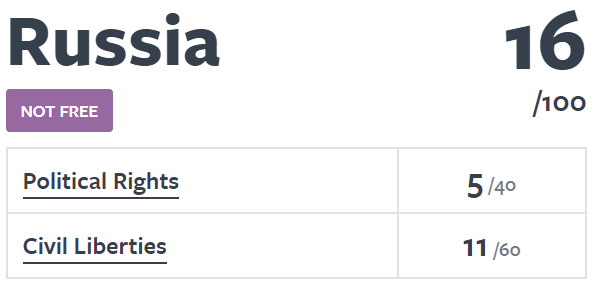 Russia 16
NOT FREE /100
Political Rights 5 /40
Civil Liberties 11 /60